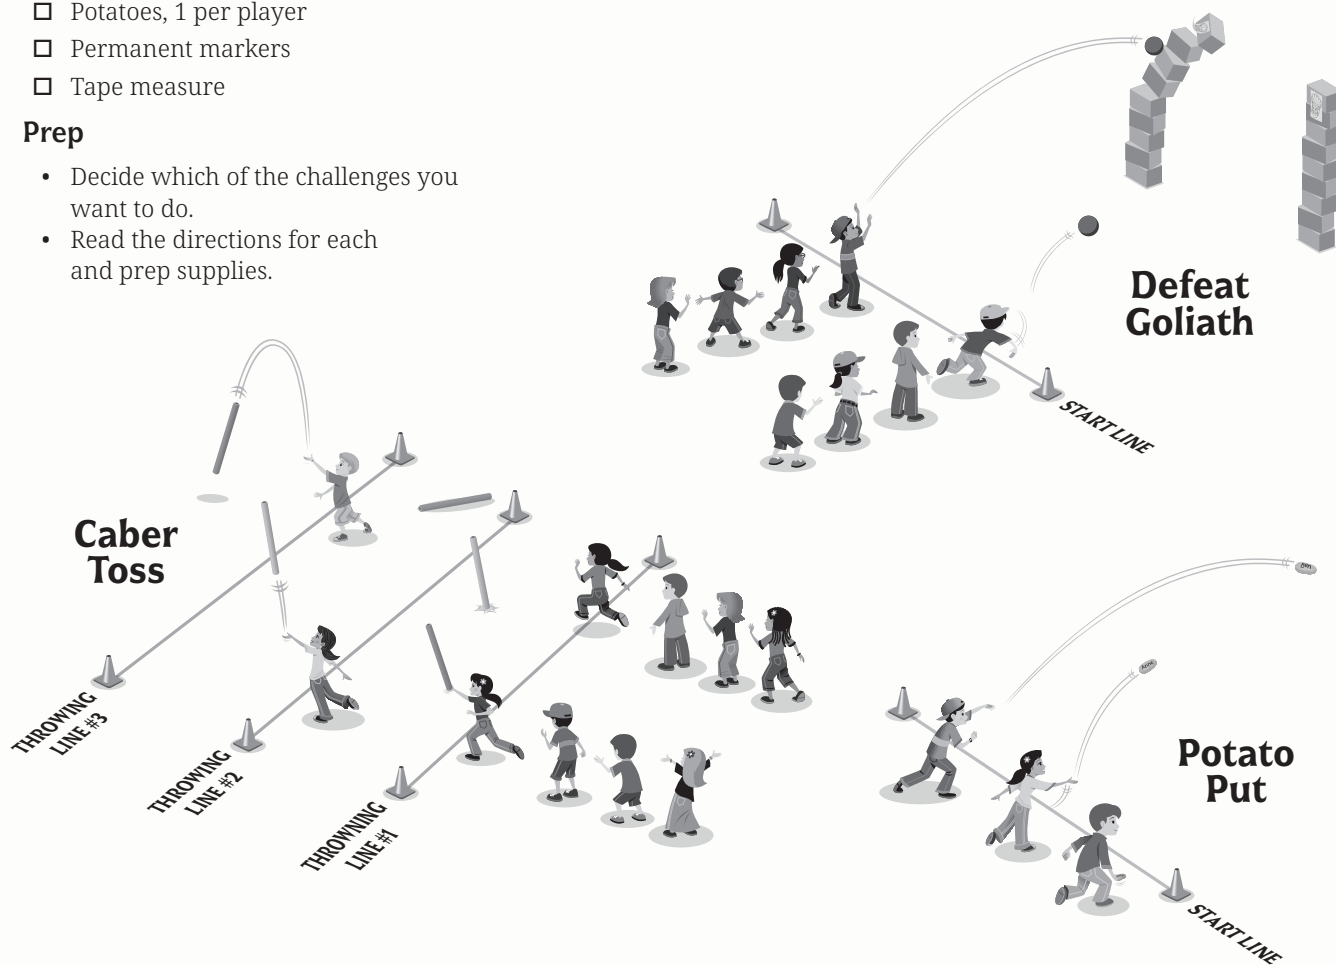 Potatoes, 1 per player
Permanent markers
Tape measure
Prep
• Decide which of the challenges you
want to do.
• Read the directions for each
and prep supplies.
Defeat
Goliath
START LINE
Caber
Toss
THROWING
LINE #3
THROWING
LINE #2
THROWNING
LINE #1
Potato
Put
START LINE